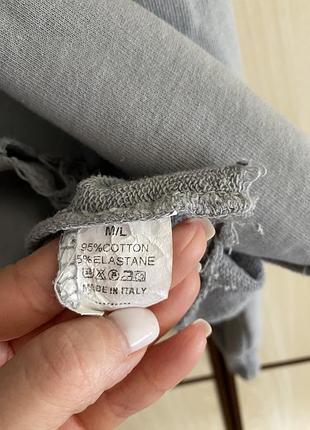 M/L
95%COTTON
5%ELASTANE
MADE IN ITALY